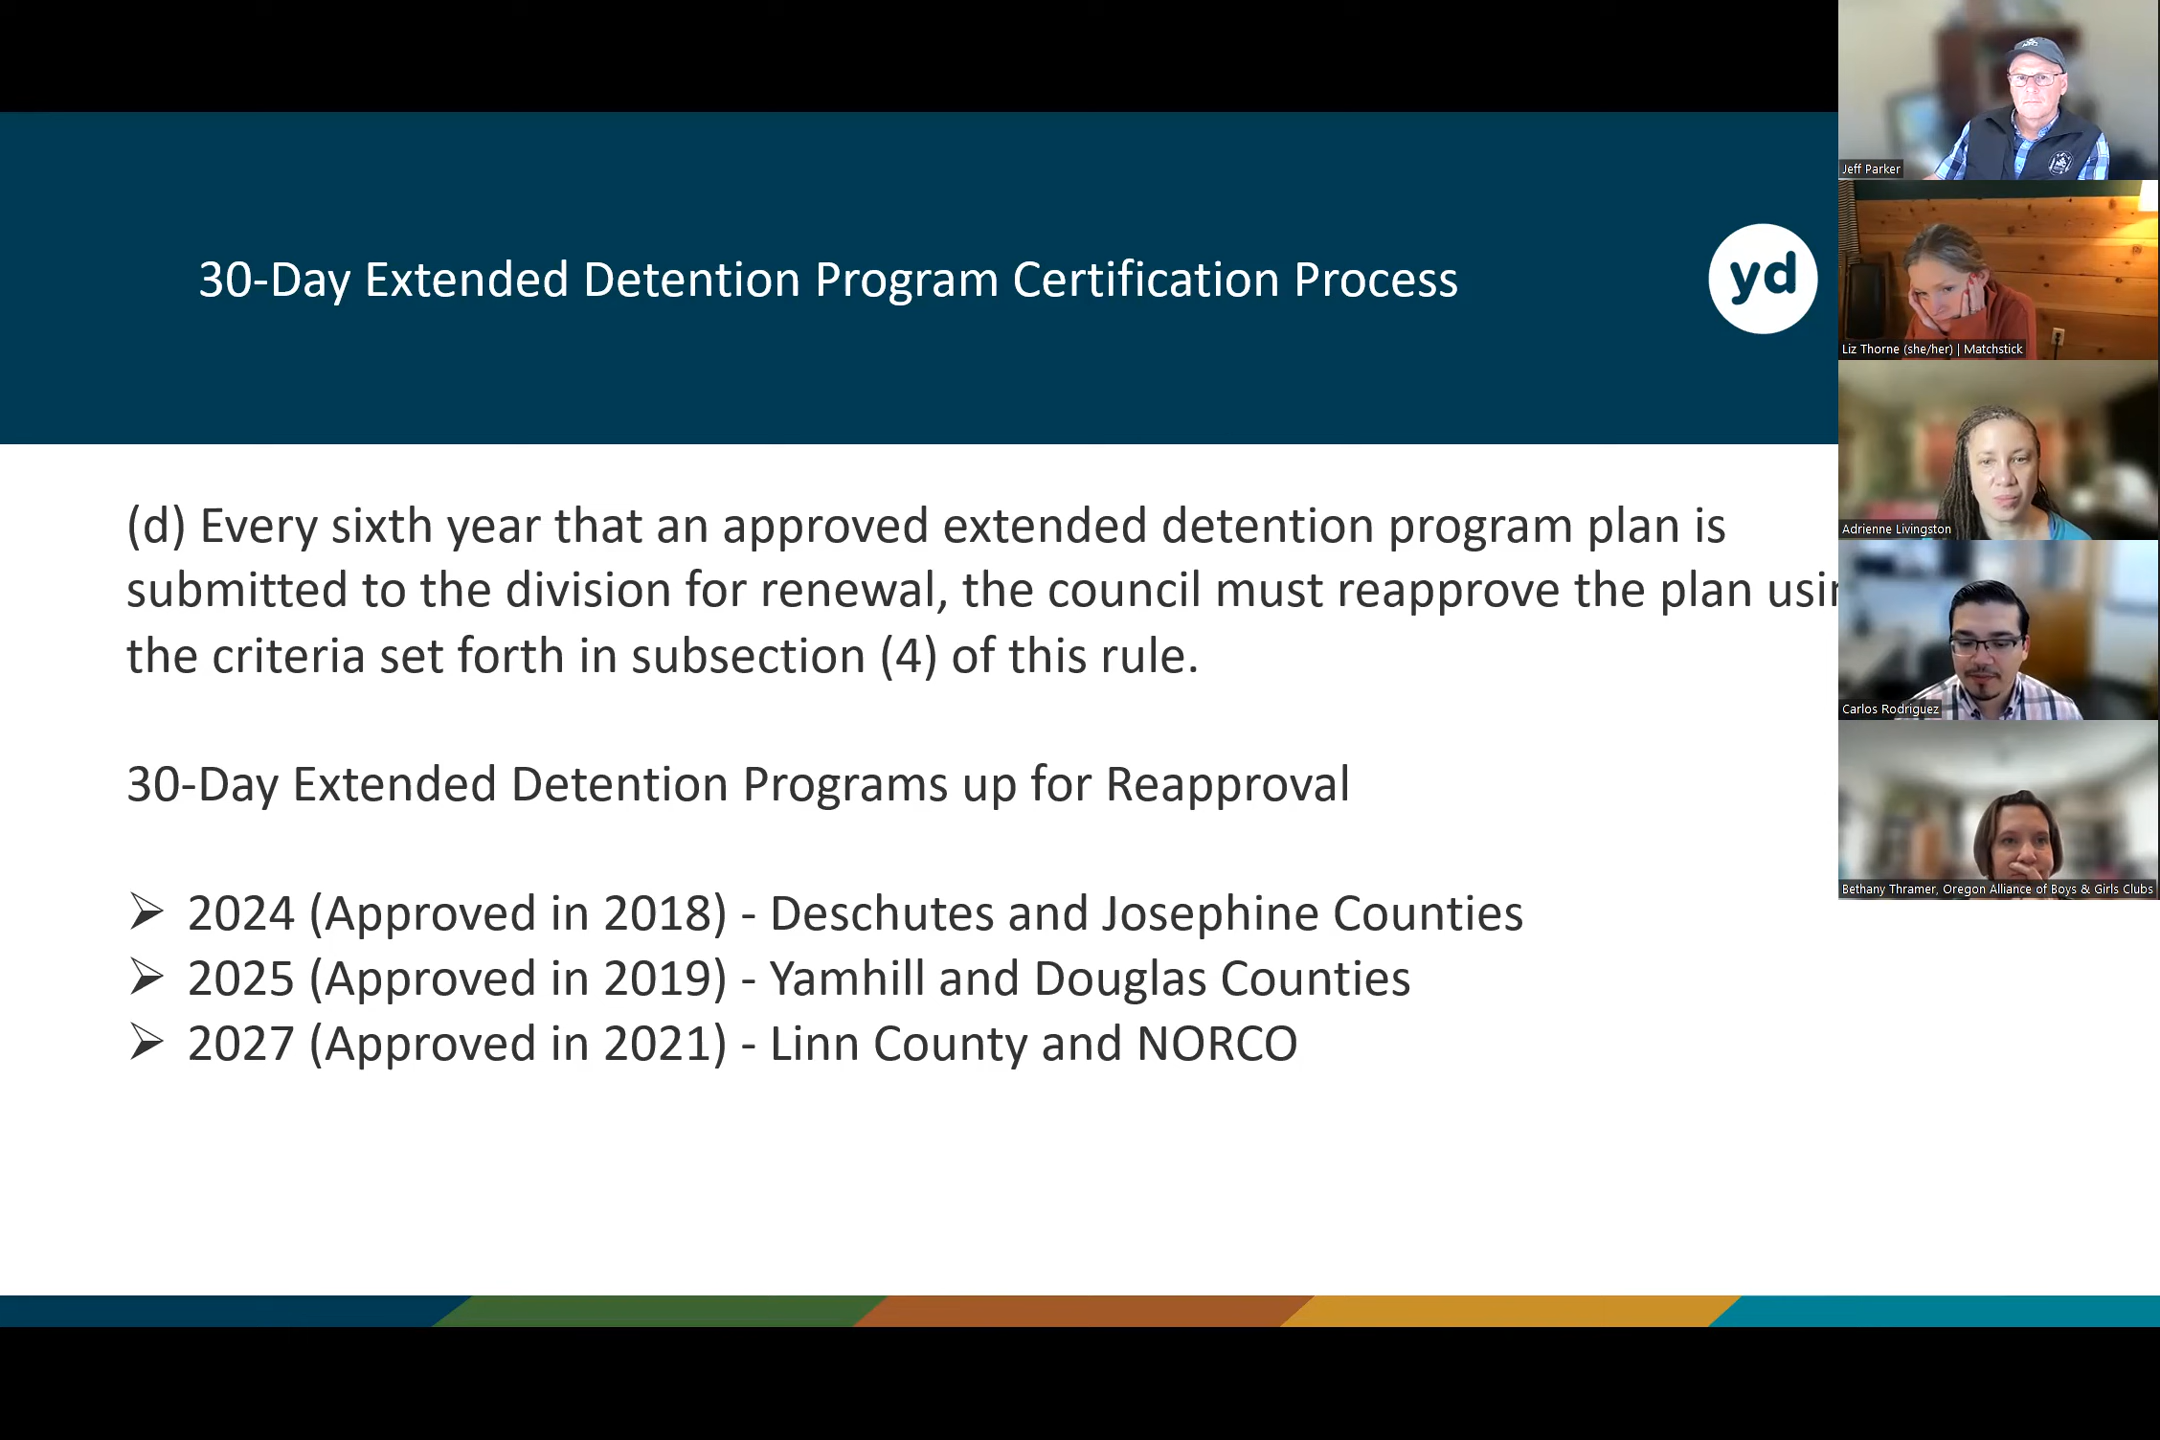 30-Day Extended Detention Program Certification Process
yd
(d) Every sixth year that an approved extended detention program plan is
submitted to the division for renewal, the council must reapprove the plan usin
the criteria set forth in subsection (4) of this rule.
30-Day Extended Detention Programs up for Reapproval
2024 (Approved in 2018) - Deschutes and Josephine Counties
2025 (Approved in 2019) - Yamhill and Douglas Counties
2027 (Approved in 2021) - Linn County and NORCO
Jeff Parker
Liz Thorne (she/her) | Matchstick
Adrienne Livingston
Carlos Rodriguez
Bethany Thramer, Oregon Alliance of Boys & Girls Clubs